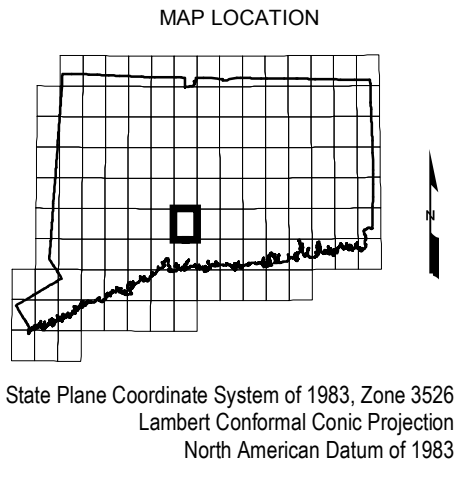 MAP LOCATION
N
State Plane Coordinate System of 1983, Zone 3526
Lambert Conformal Conic Projection
North American Datum of 1983